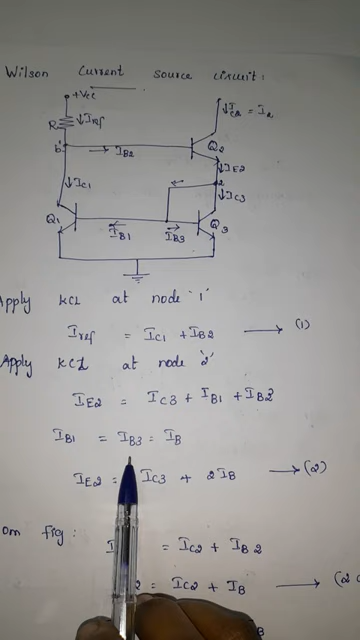 Wilson Current Source circuit:
+Vcc
R ↓Iref
↓IC2 = I2
b'
→ IB2
Q2
↓IE2
2
↓IC1
←
↓IC3
Q1
← IB1
→ IB3
Q3
Apply KCL at node '1'
Iref = IC1 + IB2 → (1)
Apply KCL at node '2'
IE2 = IC3 + IB1 + IB2
IB1 = IB3 = IB
IE2 = IC3 + 2IB → (2)
om fig:
I = IC2 + IB2
2 = IC2 + IB → (2
B